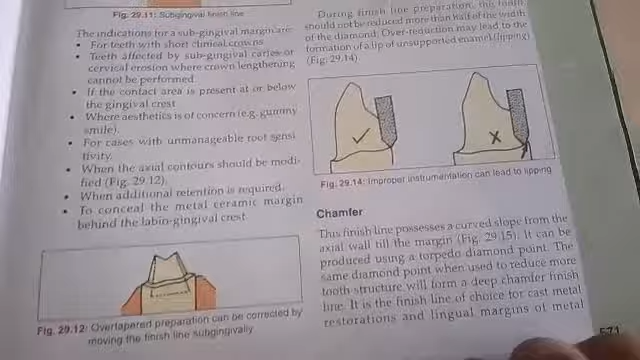 Fig. 29.11: Subgingival finish line
The indications for a sub-gingival margin are:
• For teeth with short clinical crowns
• Teeth affected by sub-gingival caries or
cervical erosion where crown lengthening
cannot be performed
• If the contact area is present at or below
the gingival crest
• Where aesthetics is of concern (e.g. gummy
smile).
• For cases with unmanageable root sensi-
tivity.
• When the axial contours should be modi-
fied (Fig. 29.12).
• When additional retention is required.
• To conceal the metal ceramic margin
behind the labio-gingival crest.
Fig. 29.12: Overtapered preparation can be corrected by
moving the finish line subgingivally
During finish line preparation, the tooth
should not be reduced more than half of the width
of the diamond. Over-reduction may lead to the
formation of a lip of unsupported enamel (lipping)
(Fig. 29.14).
Fig. 29.14: Improper instrumentation can lead to lipping
Chamfer
This finish line possesses a curved slope from the
axial wall till the margin (Fig. 29.15). It can be
produced using a torpedo diamond point. The
same diamond point when used to reduce more
tooth structure will form a deep chamfer finish
line. It is the finish line of choice for cast metal
restorations and lingual margins of metal
571